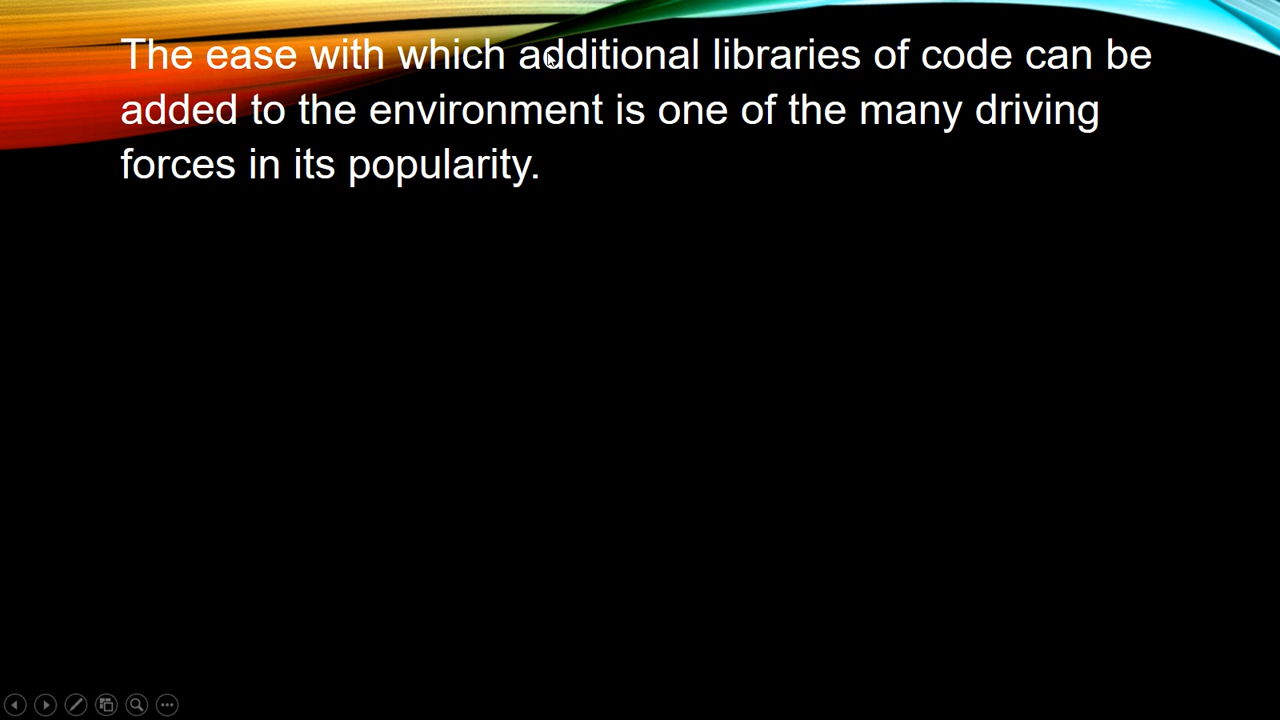 The ease with which additional libraries of code can be
added to the environment is one of the many driving
forces in its popularity.